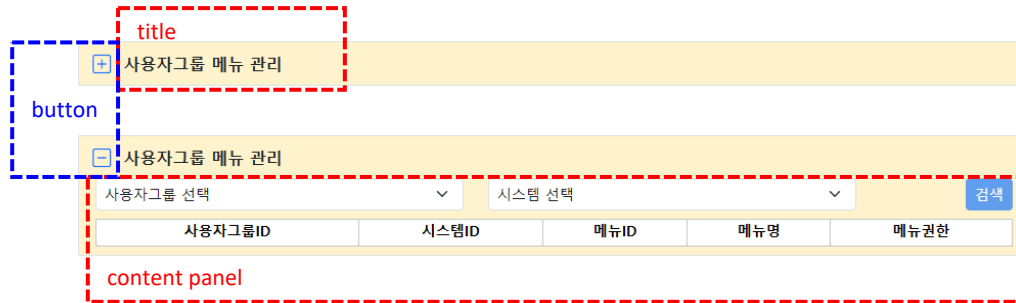 title
사용자그룹 메뉴 관리
button
사용자그룹 메뉴 관리
사용자그룹 선택 시스템 선택 검색
사용자그룹ID 시스템ID 메뉴ID 메뉴명 메뉴권한
content panel